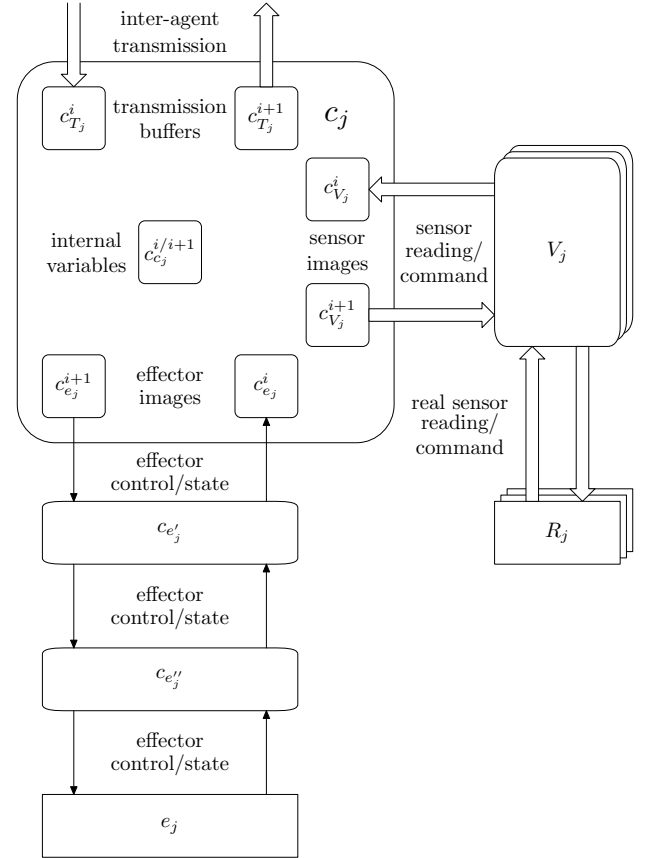 inter-agent
transmission
c^i_{T_j}
transmission
buffers
c^{i+1}_{T_j}
c_j
c^i_{V_j}
internal
variables
c^{i/i+1}_{c_j}
sensor
images
sensor
reading/
command
V_j
c^{i+1}_{V_j}
c^{i+1}_{e_j}
effector
images
c^i_{e_j}
real sensor
reading/
command
effector
control/state
c_{e'_j}
R_j
effector
control/state
c_{e''_j}
effector
control/state
e_j